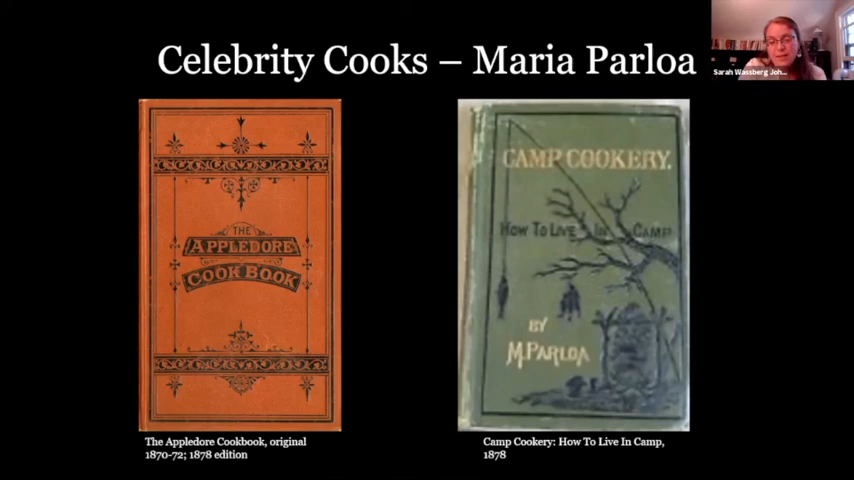 Celebrity Cooks – Maria Parloa
Sarah Wassberg Joh...
THE
APPLEDORE
COOK BOOK
CAMP COOKERY.
HOW TO LIVE IN CAMP
BY
M. PARLOA
The Appledore Cookbook, original
1870-72; 1878 edition
Camp Cookery: How To Live In Camp,
1878